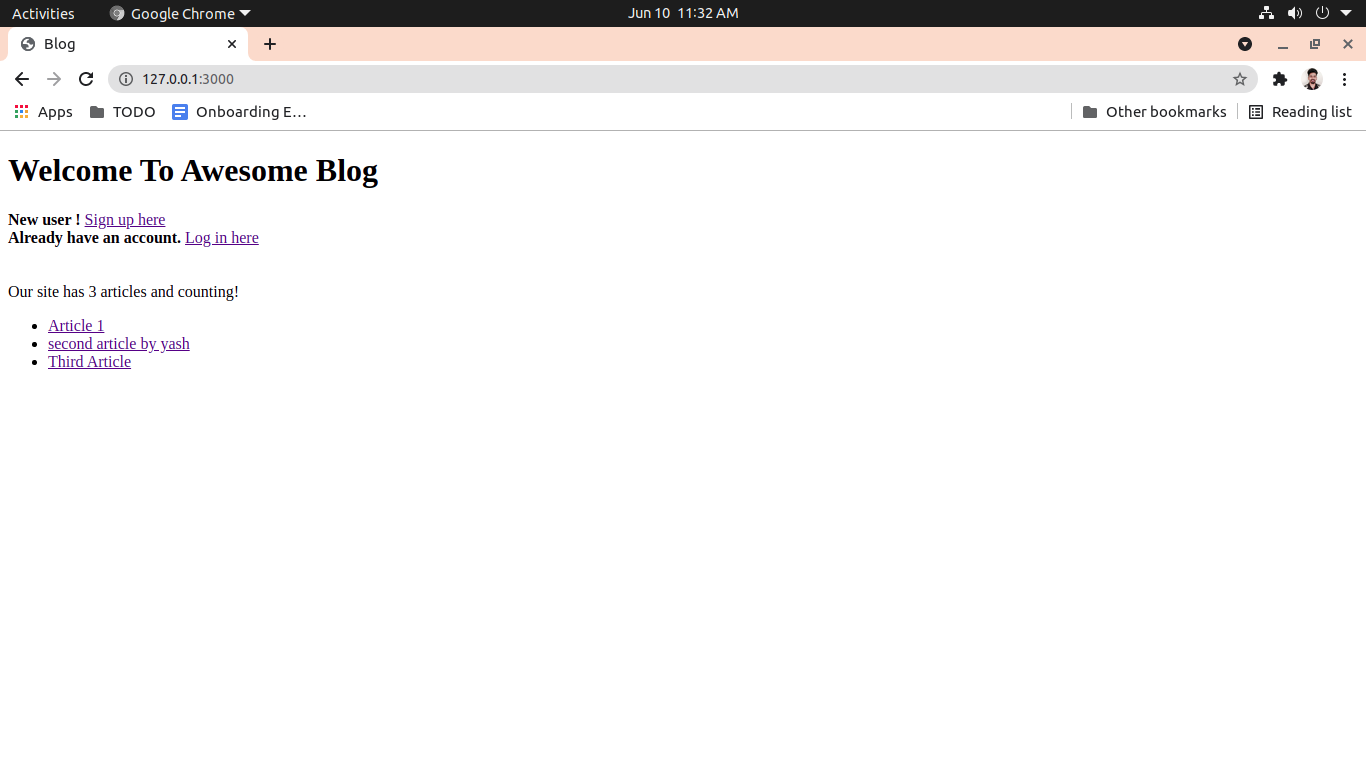 Activities Google Chrome Jun 10 11:32 AM
Blog
127.0.0.1:3000
Apps TODO Onboarding E… Other bookmarks Reading list
Welcome To Awesome Blog
New user ! Sign up here
Already have an account. Log in here
Our site has 3 articles and counting!
Article 1
second article by yash
Third Article